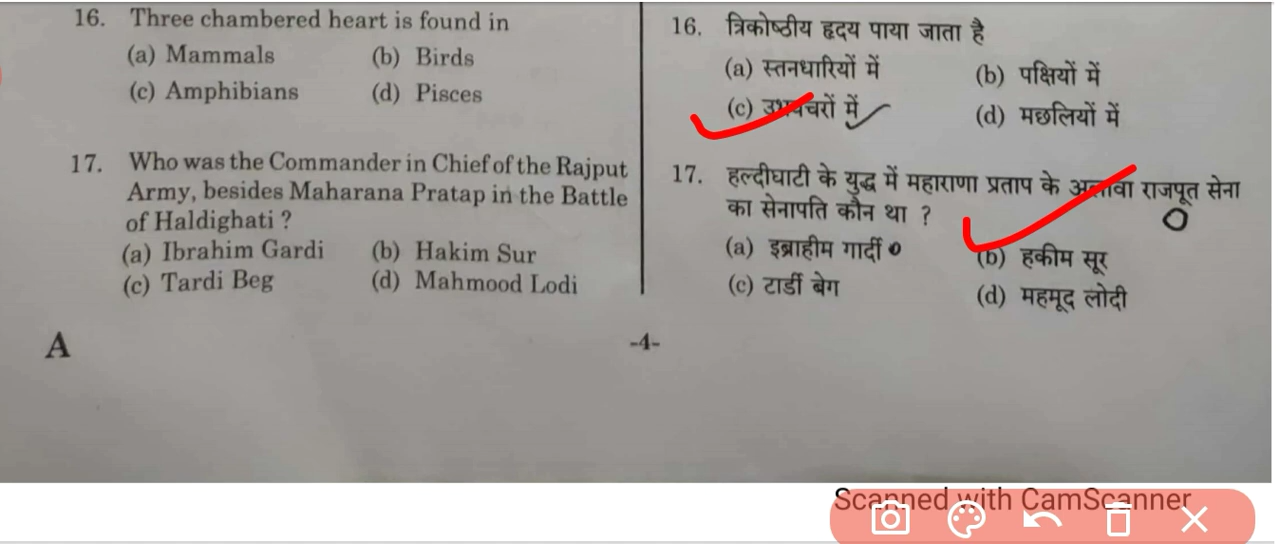 16. Three chambered heart is found in
(a) Mammals (b) Birds
(c) Amphibians (d) Pisces
17. Who was the Commander in Chief of the Rajput
Army, besides Maharana Pratap in the Battle
of Haldighati ?
(a) Ibrahim Gardi (b) Hakim Sur
(c) Tardi Beg (d) Mahmood Lodi
16. त्रिकोष्ठीय हृदय पाया जाता है
(a) स्तनधारियों में (b) पक्षियों में
(c) उभयचरों में (d) मछलियों में
17. हल्दीघाटी के युद्ध में महाराणा प्रताप के अलावा राजपूत सेना
का सेनापति कौन था ?
(a) इब्राहीम गार्दी (b) हकीम सूर
(c) टार्डी बेग (d) महमूद लोदी
A -4-
Scanned with CamScanner